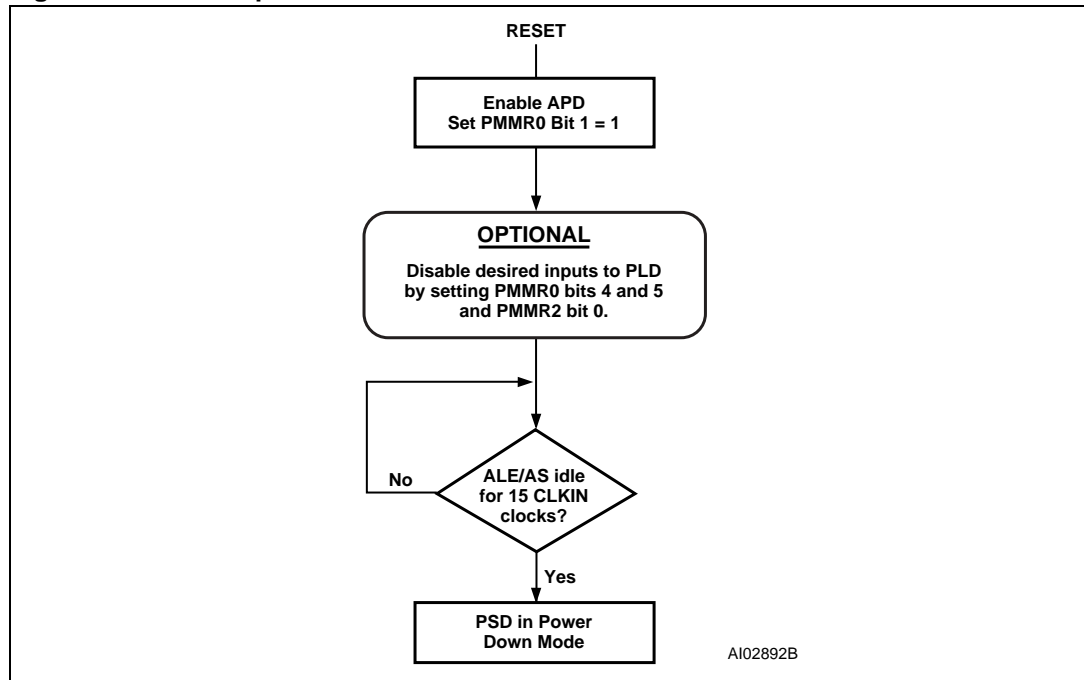 RESET
Enable APD
Set PMMR0 Bit 1 = 1
OPTIONAL
Disable desired inputs to PLD
by setting PMMR0 bits 4 and 5
and PMMR2 bit 0.
No
ALE/AS idle
for 15 CLKIN
clocks?
Yes
PSD in Power
Down Mode
AI02892B